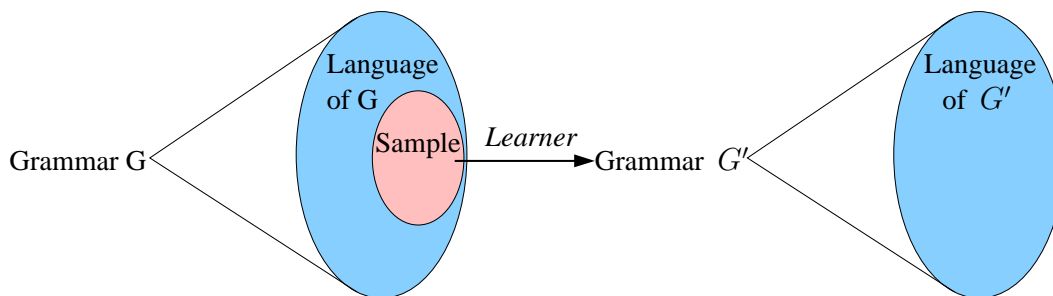 Language
of G
Sample
Grammar G
Learner
Grammar G′
Language
of G′